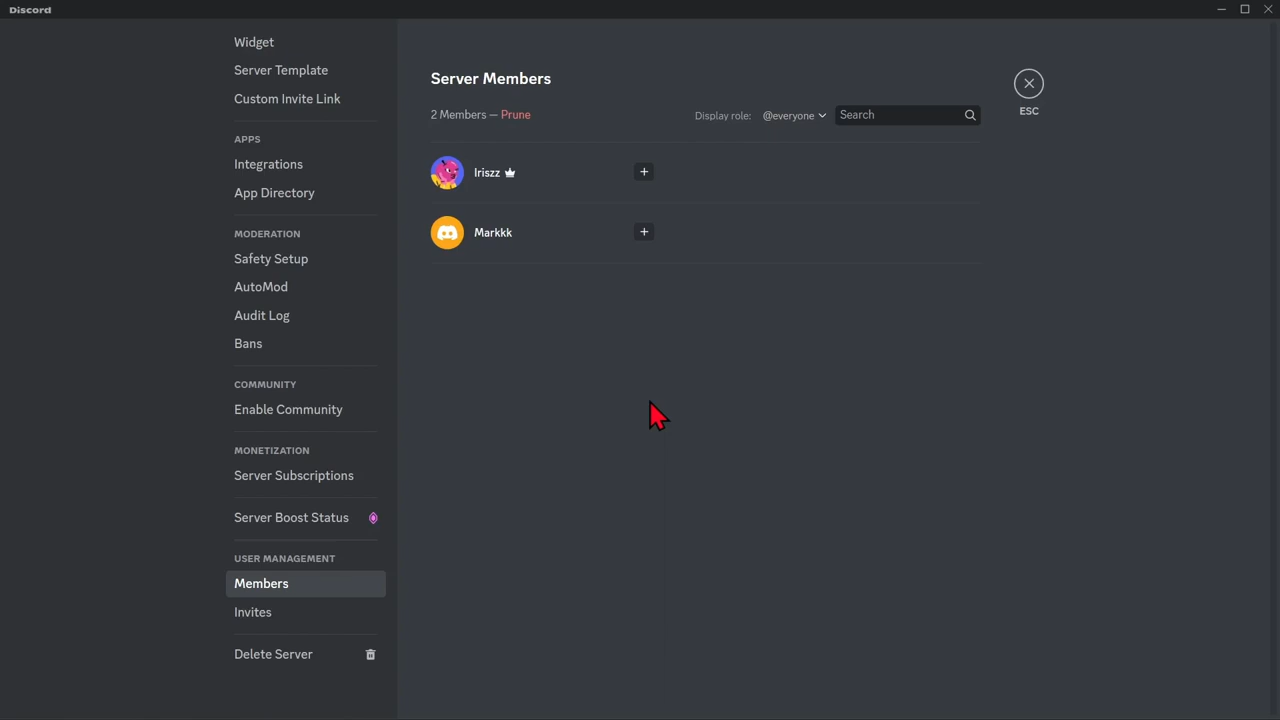 Discord
Widget
Server Template
Custom Invite Link
APPS
Integrations
App Directory
MODERATION
Safety Setup
AutoMod
Audit Log
Bans
COMMUNITY
Enable Community
MONETIZATION
Server Subscriptions
Server Boost Status
USER MANAGEMENT
Members
Invites
Delete Server
Server Members
2 Members — Prune
Display role: @everyone
Search
ESC
Iriszz
Markkk